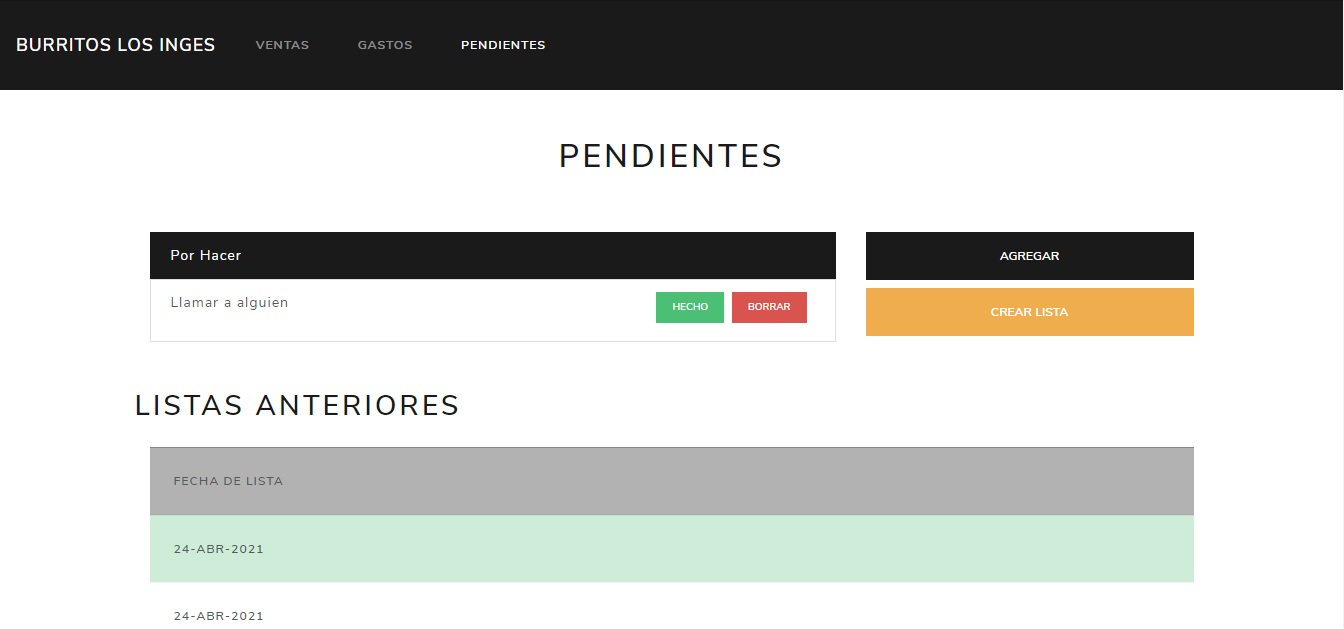 BURRITOS LOS INGES VENTAS GASTOS PENDIENTES
PENDIENTES
Por Hacer
Llamar a alguien HECHO BORRAR
AGREGAR
CREAR LISTA
LISTAS ANTERIORES
FECHA DE LISTA
24-ABR-2021
24-ABR-2021